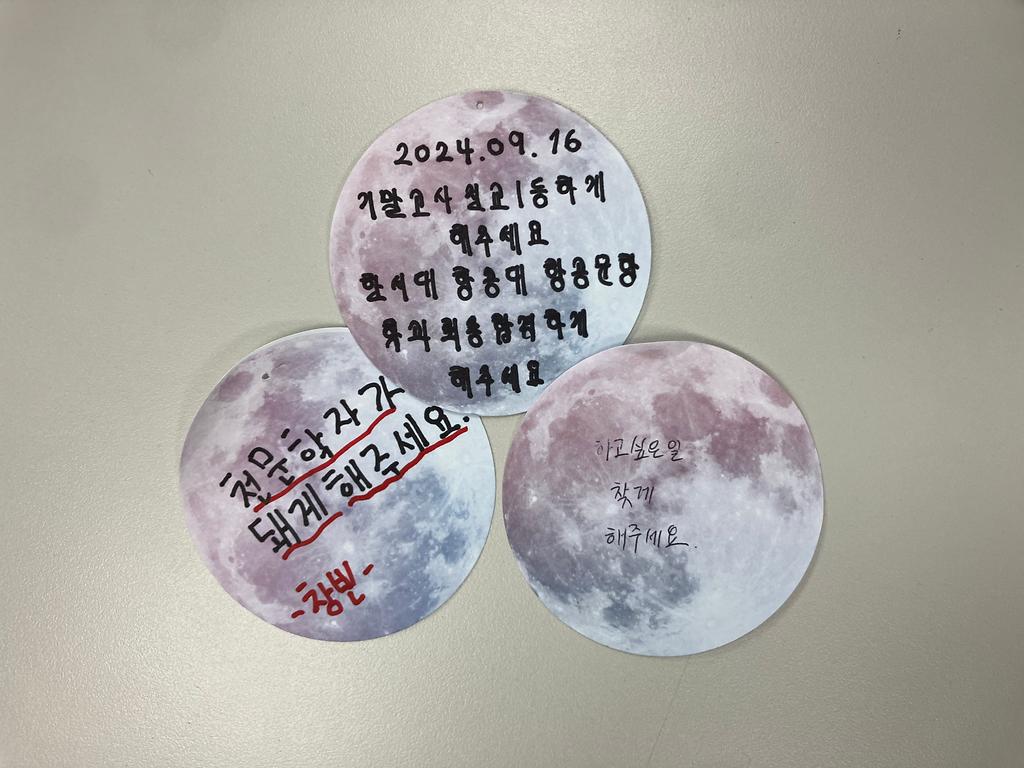 2024.09.16
기말고사 전교1등하게
해주세요
한서대 항공대 항공운항
학과 최종합격하게
해주세요
천문학자가
돼게 해주세요.
-창빈-
하고싶은일
찾게
해주세요.